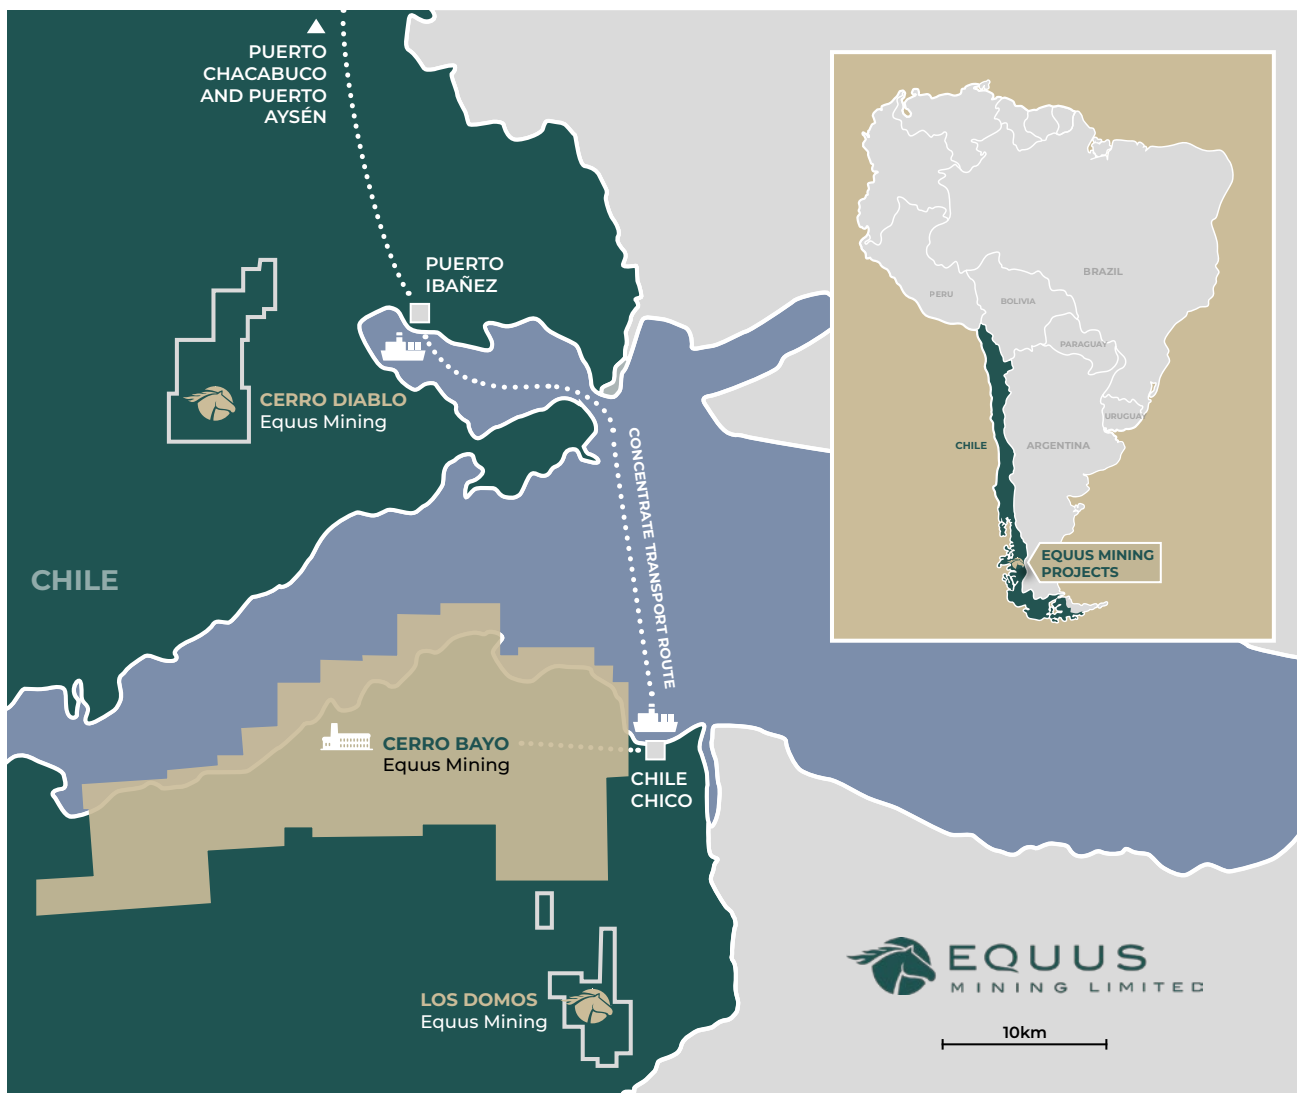 PUERTO
CHACABUCO
AND PUERTO
AYSÉN
PUERTO
IBAÑEZ
CERRO DIABLO
Equus Mining
CONCENTRATE TRANSPORT ROUTE
CHILE
CERRO BAYO
Equus Mining
CHILE
CHICO
LOS DOMOS
Equus Mining
BRAZIL
PERU
BOLIVIA
PARAGUAY
URUGUAY
CHILE
ARGENTINA
EQUUS MINING
PROJECTS
EQUUS
MINING LIMITED
10km